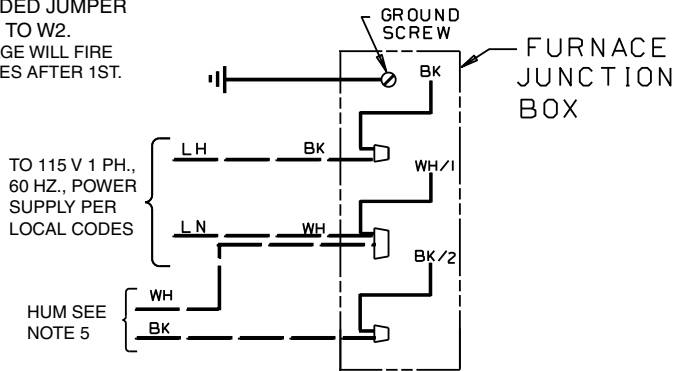 DED JUMPER
TO W2.
GE WILL FIRE
ES AFTER 1ST.
GROUND
SCREW
FURNACE
JUNCTION
BOX
BK
LH
BK
TO 115 V 1 PH.,
60 HZ., POWER
SUPPLY PER
LOCAL CODES
WH/1
LN
WH
BK/2
WH
HUM SEE
NOTE 5
BK